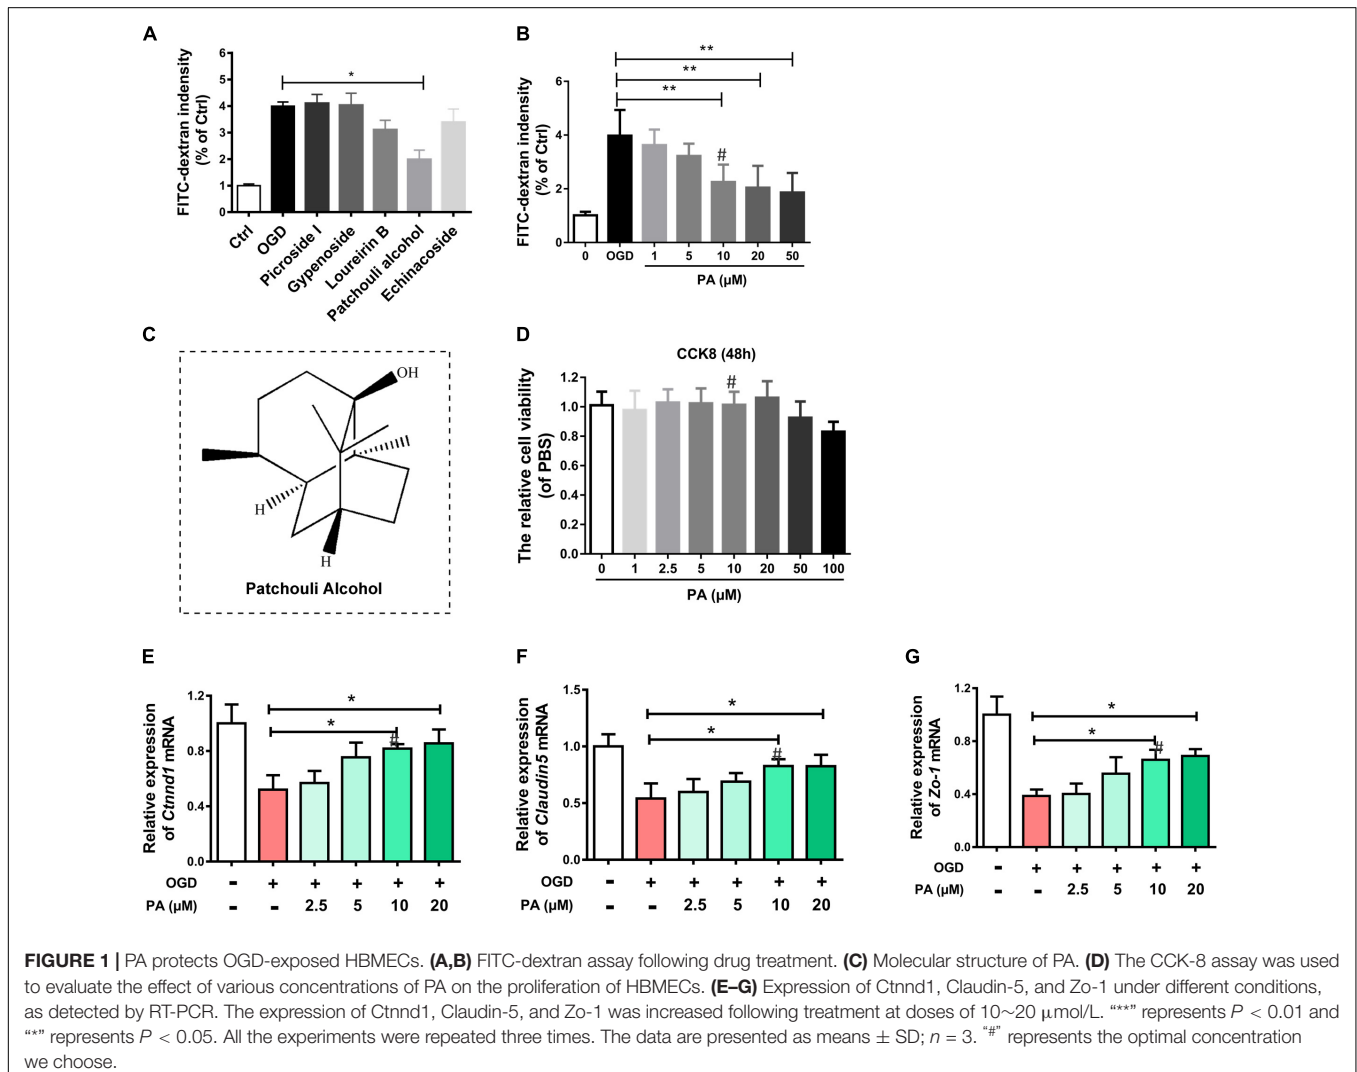 A
FITC-dextran indensity
(% of Ctrl)
6
5
4
3
2
1
0
*
Ctrl
OGD
Picroside I
Gypenoside
Loureirin B
Patchouli alcohol
Echinacoside
B
FITC-dextran indensity
(% of Ctrl)
6
4
2
0
**
**
**
#
0 OGD 1 5 10 20 50
PA (μM)
C
OH
H
H
Patchouli Alcohol
D
CCK8 (48h)
The relative cell viability
(of PBS)
1.2
1.0
0.8
0.6
0.4
0.2
0.0
#
0 1 2.5 5 10 20 50 100
PA (μM)
E
Relative expression
of Ctnnd1 mRNA
1.2
0.8
0.4
0.0
*
*
#
OGD - + + + + +
PA (μM) - - 2.5 5 10 20
F
Relative expression
of Claudin5 mRNA
1.5
1.0
0.5
0.0
*
*
#
OGD - + + + + +
PA (μM) - - 2.5 5 10 20
G
Relative expression
of Zo-1 mRNA
1.2
0.8
0.4
0.0
*
*
#
OGD - + + + + +
PA (μM) - - 2.5 5 10 20
FIGURE 1 | PA protects OGD-exposed HBMECs. (A,B) FITC-dextran assay following drug treatment. (C) Molecular structure of PA. (D) The CCK-8 assay was used
to evaluate the effect of various concentrations of PA on the proliferation of HBMECs. (E–G) Expression of Ctnnd1, Claudin-5, and Zo-1 under different conditions,
as detected by RT-PCR. The expression of Ctnnd1, Claudin-5, and Zo-1 was increased following treatment at doses of 10~20 μmol/L. “**” represents P < 0.01 and
“*” represents P < 0.05. All the experiments were repeated three times. The data are presented as means ± SD; n = 3. “#” represents the optimal concentration
we choose.